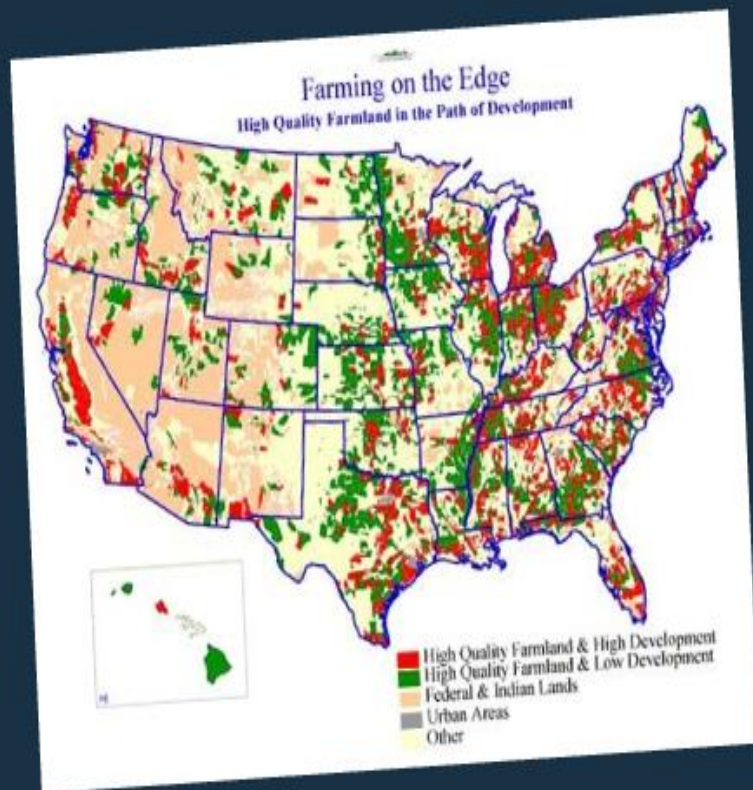 Farming on the Edge
High Quality Farmland in the Path of Development
High Quality Farmland & High Development
High Quality Farmland & Low Development
Federal & Indian Lands
Urban Areas
Other